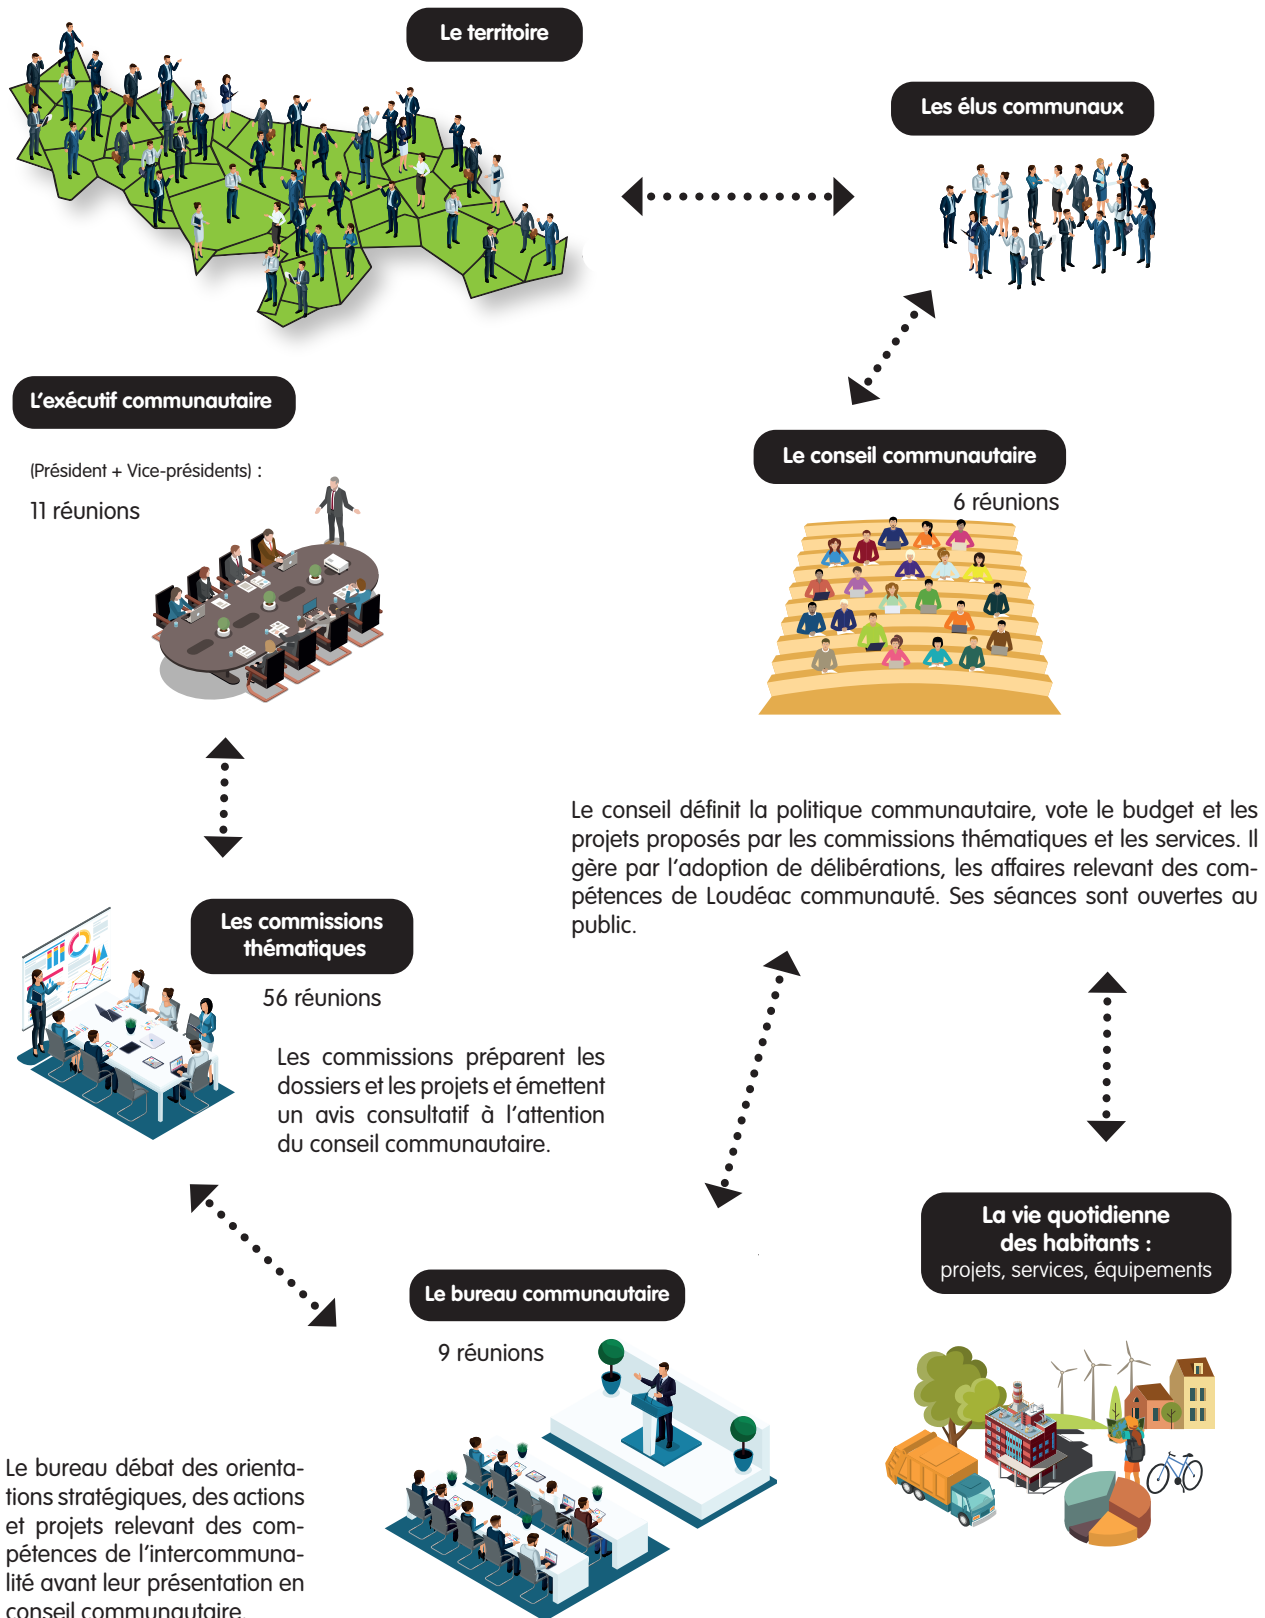 Le territoire
Les élus communaux
L'exécutif communautaire
(Président + Vice-présidents) :
11 réunions
Le conseil communautaire
6 réunions
Le conseil définit la politique communautaire, vote le budget et les
projets proposés par les commissions thématiques et les services. Il
gère par l'adoption de délibérations, les affaires relevant des com-
pétences de Loudéac communauté. Ses séances sont ouvertes au
public.
Les commissions
thématiques
56 réunions
Les commissions préparent les
dossiers et les projets et émettent
un avis consultatif à l'attention
du conseil communautaire.
La vie quotidienne
des habitants :
projets, services, équipements
Le bureau communautaire
9 réunions
Le bureau débat des orienta-
tions stratégiques, des actions
et projets relevant des com-
pétences de l'intercommuna-
lité avant leur présentation en
conseil communautaire.